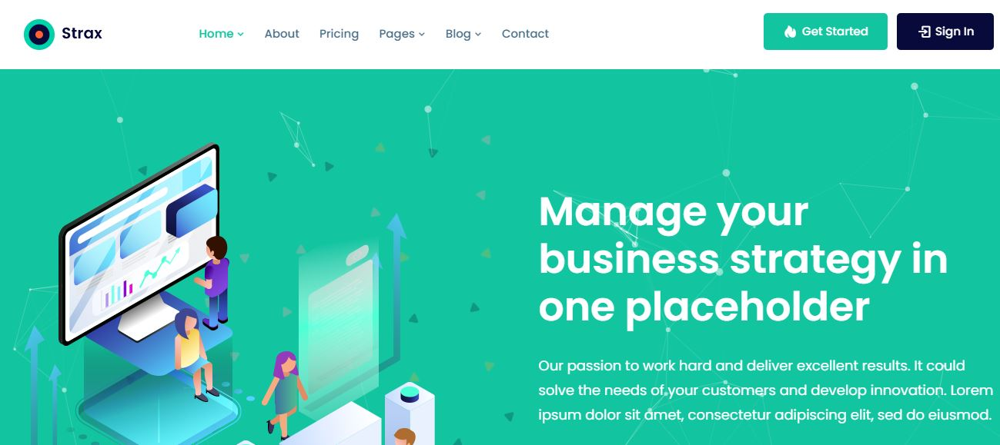 Strax
Home
About
Pricing
Pages
Blog
Contact
Get Started
Sign In
Manage your
business strategy in
one placeholder
Our passion to work hard and deliver excellent results. It could
solve the needs of your customers and develop innovation. Lorem
ipsum dolor sit amet, consectetur adipiscing elit, sed do eiusmod.